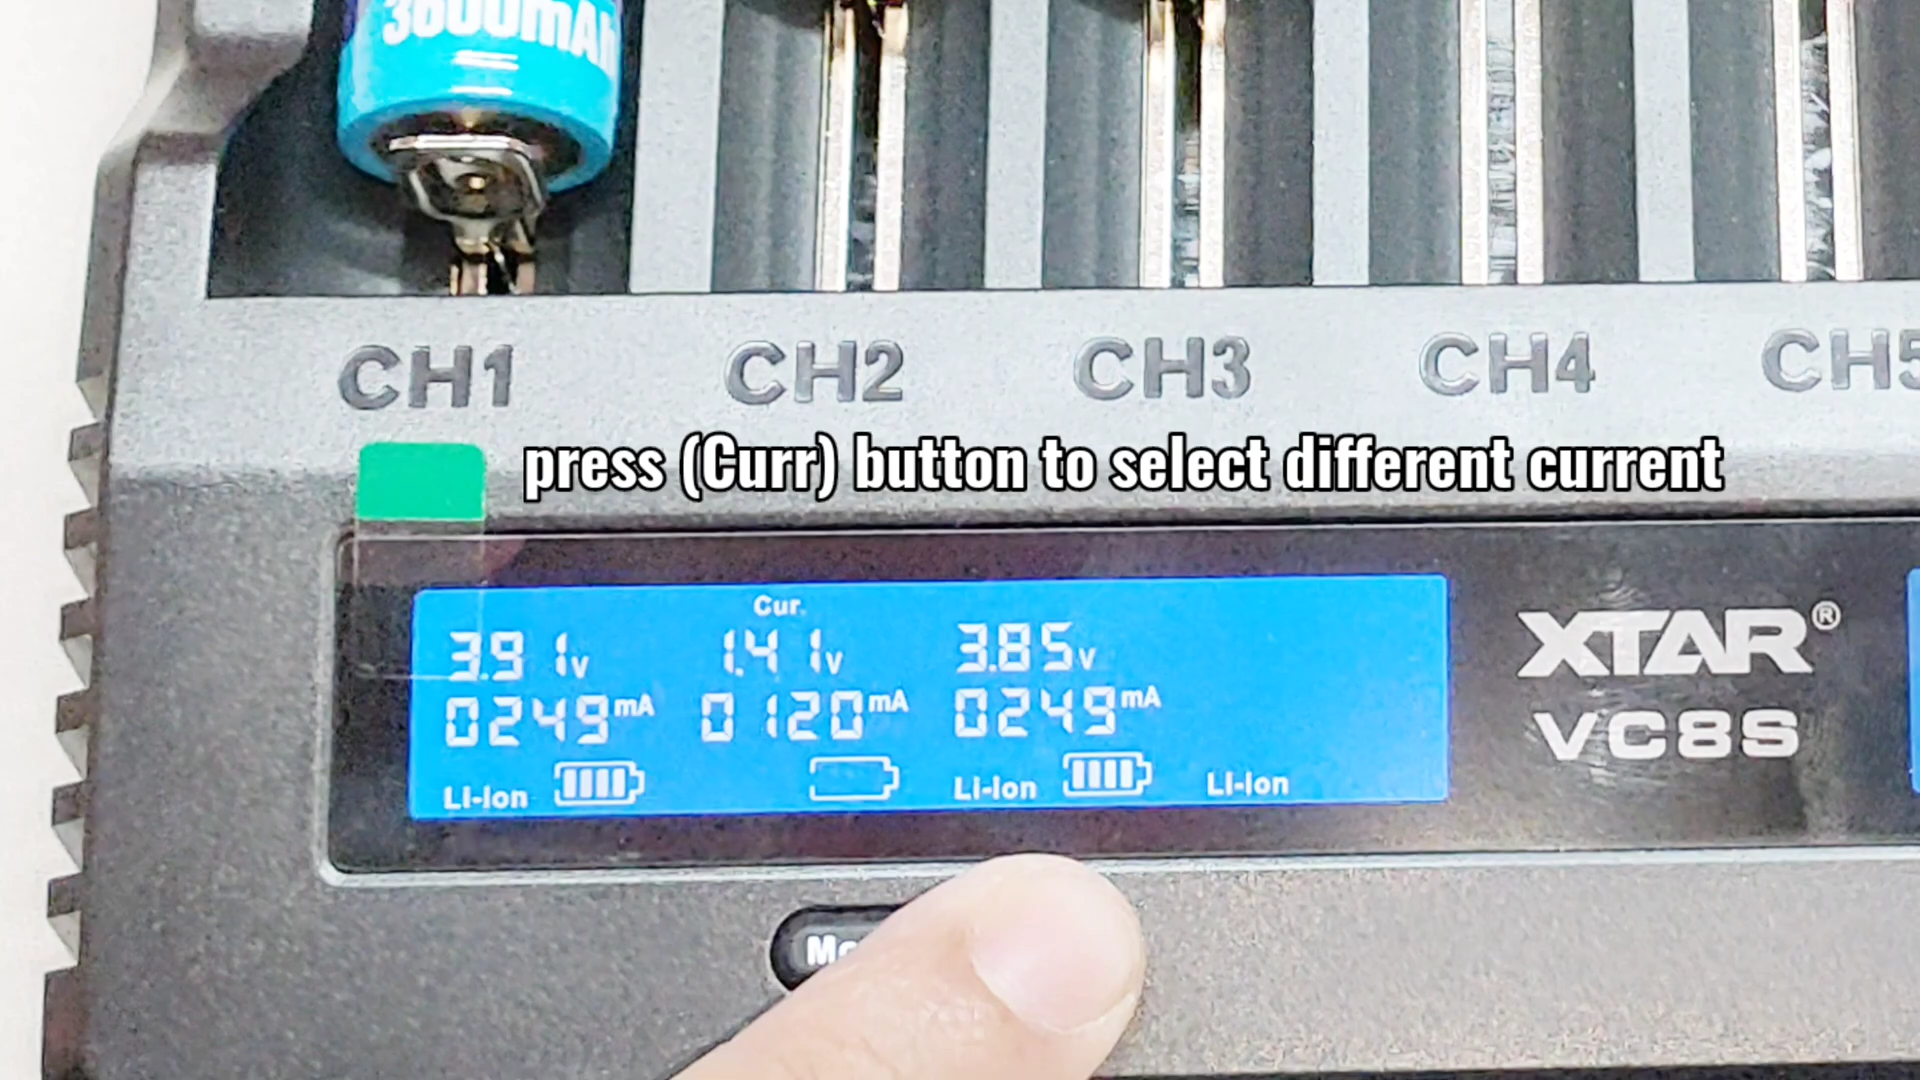 3600mAh
CH1 CH2 CH3 CH4 CH5
press (Curr) button to select different current
Cur.
3.91V 1.41V 3.85V
0249mA 0120mA 0249mA
Li-ion Li-ion Li-ion
XTAR®
VC8S